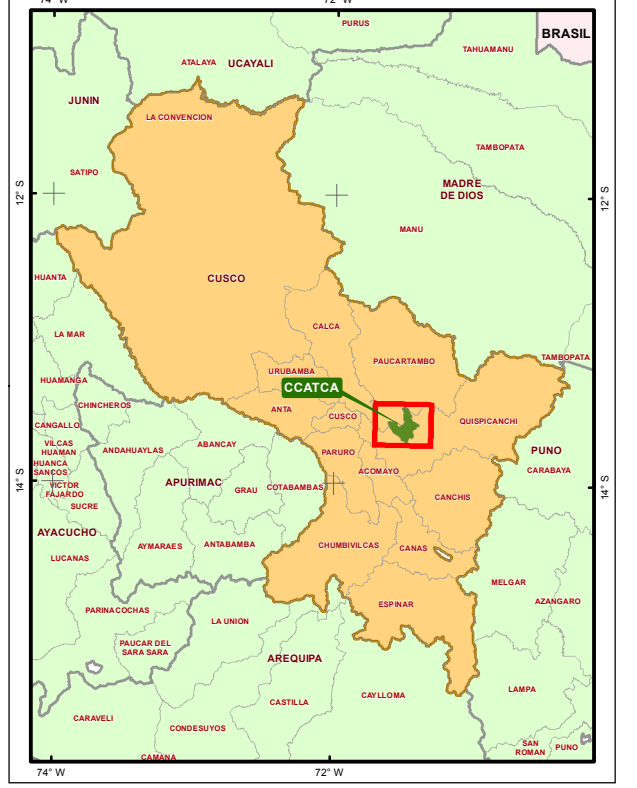 74° W
72° W
PURUS
BRASIL
TAHUAMANU
ATALAYA
UCAYALI
JUNIN
LA CONVENCION
TAMBOPATA
SATIPO
MADRE
DE DIOS
12° S
12° S
MANU
HUANTA
CUSCO
CALCA
LA MAR
PAUCARTAMBO
TAMBOPATA
URUBAMBA
HUAMANGA
CCATCA
CHINCHEROS
ANTA
CUSCO
QUISPICANCHI
CANGALLO
VILCAS
HUAMAN
ANDAHUAYLAS
ABANCAY
PARURO
PUNO
HUANCA
SANCOS
ACOMAYO
CARABAYA
APURIMAC
VICTOR
FAJARDO
GRAU
COTABAMBAS
14° S
14° S
CANCHIS
SUCRE
AYACUCHO
LUCANAS
AYMARAES
ANTABAMBA
CHUMBIVILCAS
CANAS
MELGAR
ESPINAR
AZANGARO
PARINACOCHAS
LA UNION
PAUCAR DEL
SARA SARA
AREQUIPA
CAYLLOMA
LAMPA
CASTILLA
CARAVELI
CONDESUYOS
SAN
ROMAN
PUNO
CAMANA
74° W
72° W